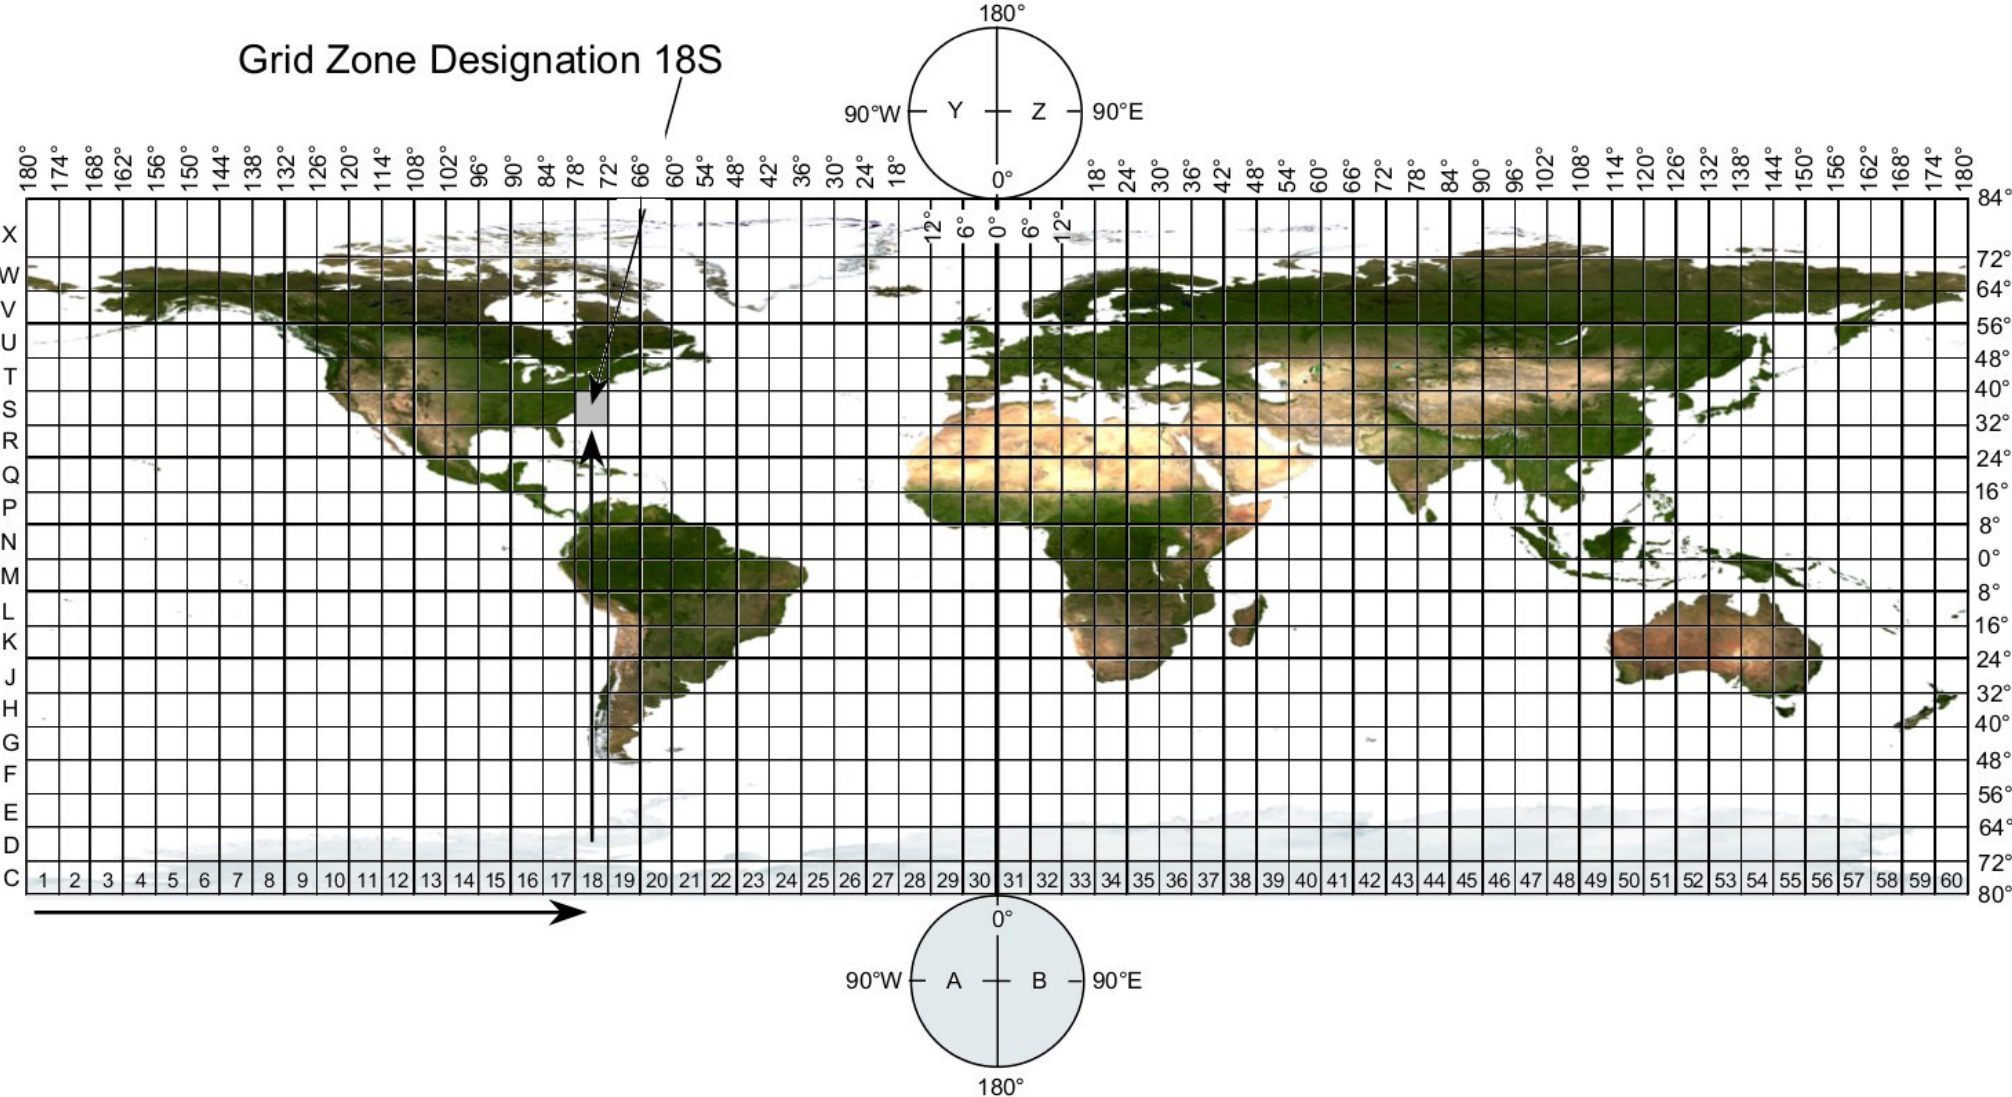 180°
Grid Zone Designation 18S
90°W Y Z 90°E
0°
180° 174° 168° 162° 156° 150° 144° 138° 132° 126° 120° 114° 108° 102° 96° 90° 84° 78° 72° 66° 60° 54° 48° 42° 36° 30° 24° 18° 12° 6° 0° 6° 12° 18° 24° 30° 36° 42° 48° 54° 60° 66° 72° 78° 84° 90° 96° 102° 108° 114° 120° 126° 132° 138° 144° 150° 156° 162° 168° 174° 180°
84°
X
72°
W
64°
V
56°
U
48°
T
40°
S
32°
R
24°
Q
16°
P
8°
N
0°
M
8°
L
16°
K
24°
J
32°
H
40°
G
48°
F
56°
E
64°
D
72°
C 1 2 3 4 5 6 7 8 9 10 11 12 13 14 15 16 17 18 19 20 21 22 23 24 25 26 27 28 29 30 31 32 33 34 35 36 37 38 39 40 41 42 43 44 45 46 47 48 49 50 51 52 53 54 55 56 57 58 59 60
80°
0°
90°W A B 90°E
180°